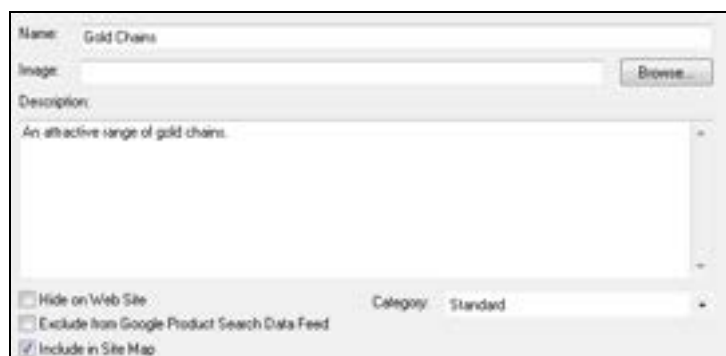 Name: Gold Chains
Image: Browse...
Description:
An attractive range of gold chains.
Hide on Web Site Category: Standard
Exclude from Google Product Search Data Feed
Include in Site Map